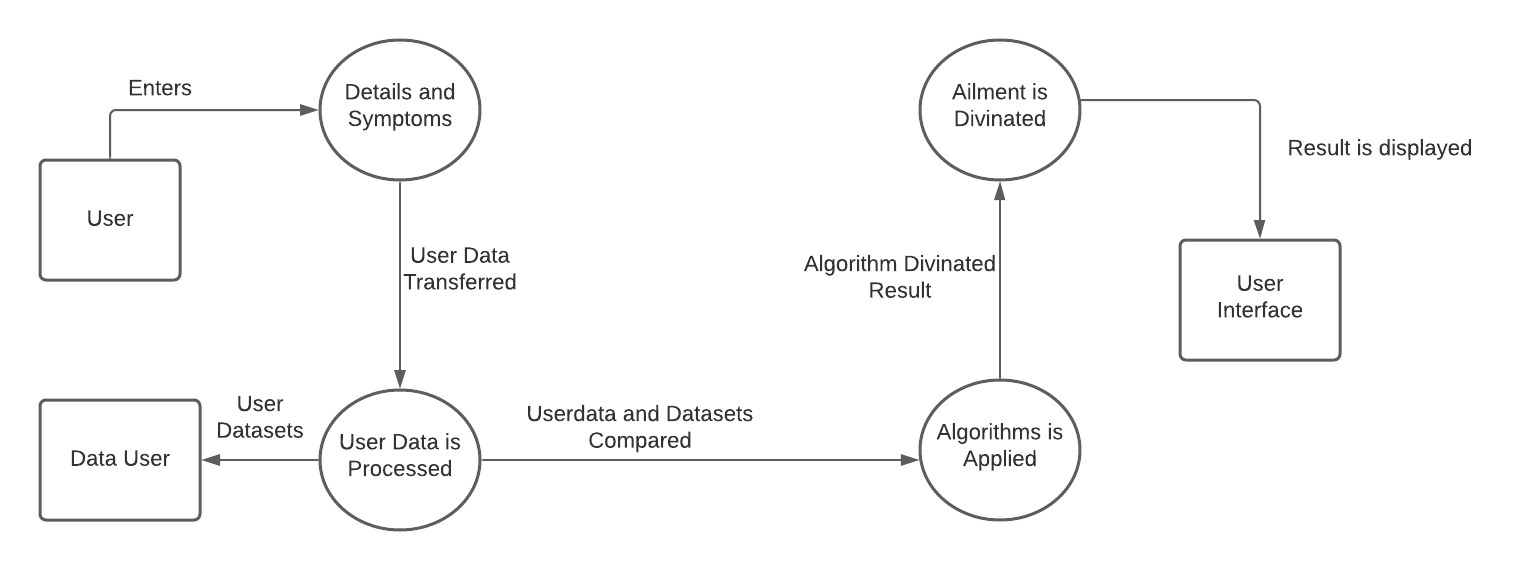 Enters
Details and
Symptoms
User
User Data
Transferred
Data User
User
Datasets
User Data is
Processed
Userdata and Datasets
Compared
Algorithms is
Applied
Algorithm Divinated
Result
Ailment is
Divinated
Result is displayed
User
Interface